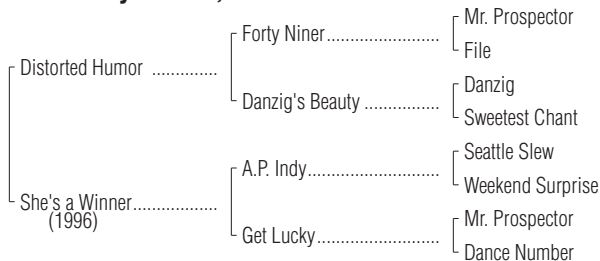 Mr. Prospector
Forty Niner.......................
File
Distorted Humor .............
Danzig
Danzig's Beauty ...............
Sweetest Chant
Seattle Slew
A.P. Indy...........................
Weekend Surprise
She's a Winner.................
(1996)
Mr. Prospector
Get Lucky.........................
Dance Number